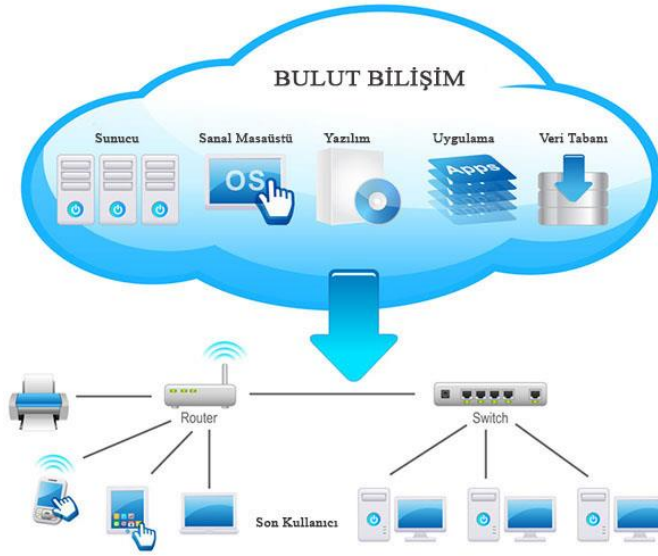 BULUT BİLİŞİM
Sunucu
Sanal Masaüstü
Yazılım
Uygulama
Veri Tabanı
OS
Apps
Router
Switch
Son Kullanıcı